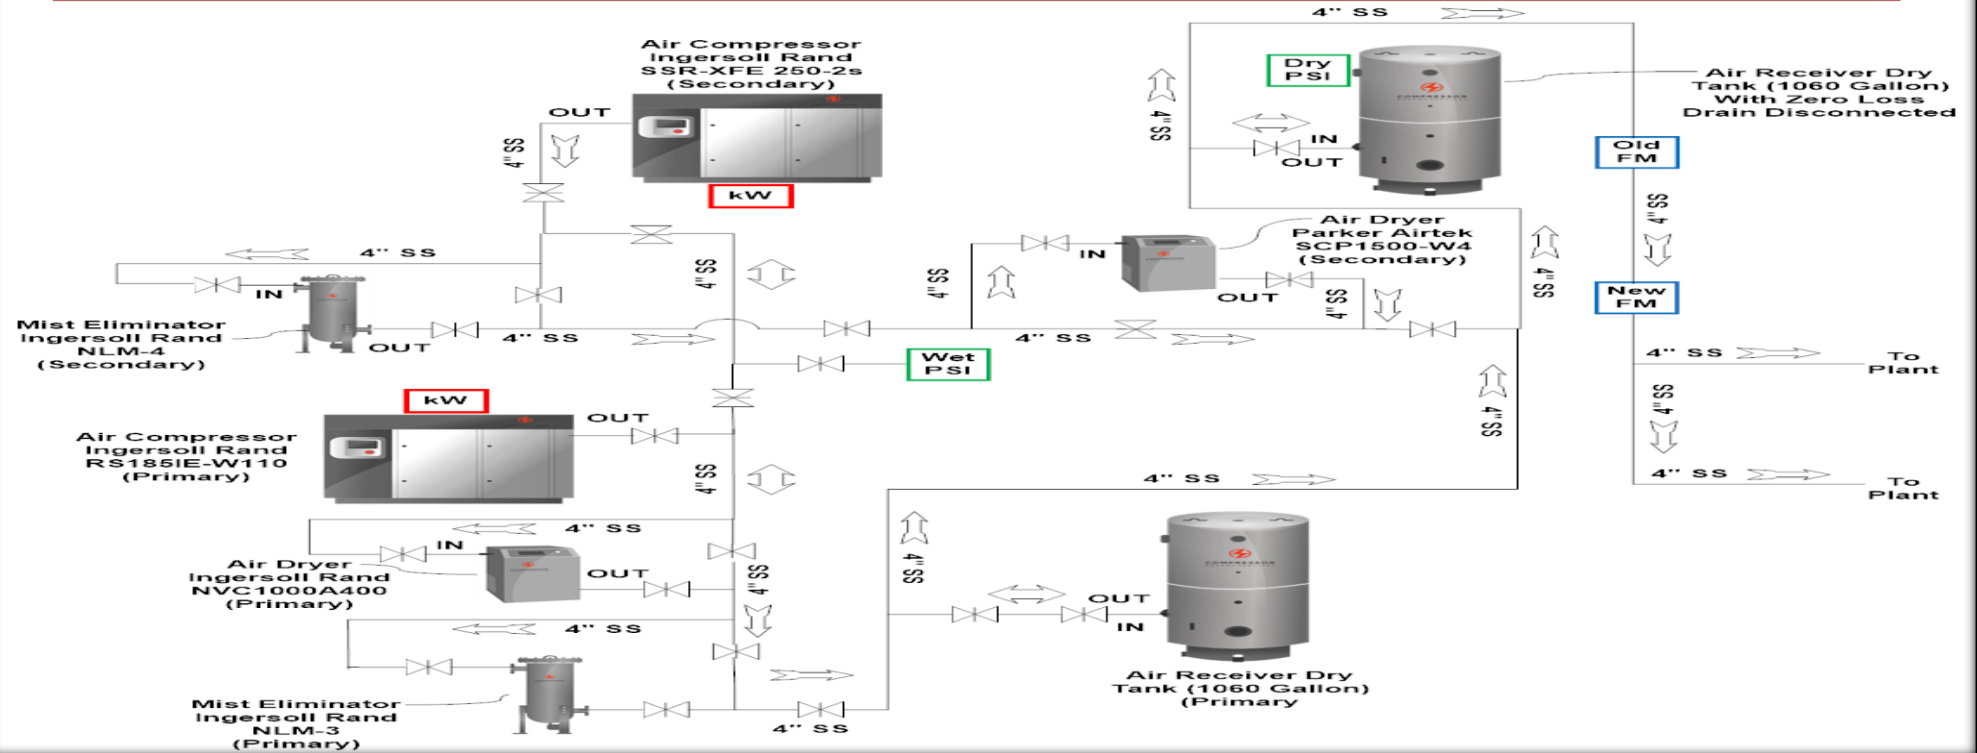 4" SS
Air Compressor
Ingersoll Rand
SSR-XFE 250-2s
(Secondary)
OUT
4" SS
kW
Dry
PSI
IN
OUT
4" SS
Air Receiver Dry
Tank (1060 Gallon)
With Zero Loss
Drain Disconnected
Old
FM
4" SS
New
FM
4" SS
To
Plant
4" SS
4" SS
To
Plant
4" SS
IN
Mist Eliminator
Ingersoll Rand
NLM-4
(Secondary)
OUT
4" SS
4" SS
Air Dryer
Parker Airtek
SCP1500-W4
(Secondary)
IN
OUT
4" SS
4" SS
4" SS
4" SS
Wet
PSI
kW
Air Compressor
Ingersoll Rand
RS185IE-W110
(Primary)
OUT
4" SS
4" SS
4" SS
4" SS
IN
Air Dryer
Ingersoll Rand
NVC1000A400
(Primary)
OUT
4" SS
4" SS
4" SS
OUT
IN
COMPRESSOR
Air Receiver Dry
Tank (1060 Gallon)
(Primary
Mist Eliminator
Ingersoll Rand
NLM-3
(Primary)
4" SS